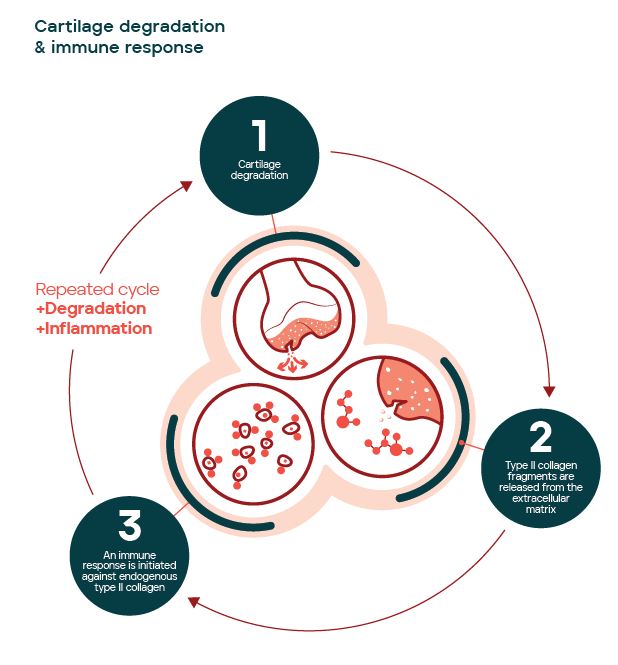 Cartilage degradation
& immune response
1
Cartilage
degradation
Repeated cycle
+Degradation
+Inflammation
2
Type II collagen
fragments are
released from the
extracellular
matrix
3
An immune
response is initiated
against endogenous
type II collagen